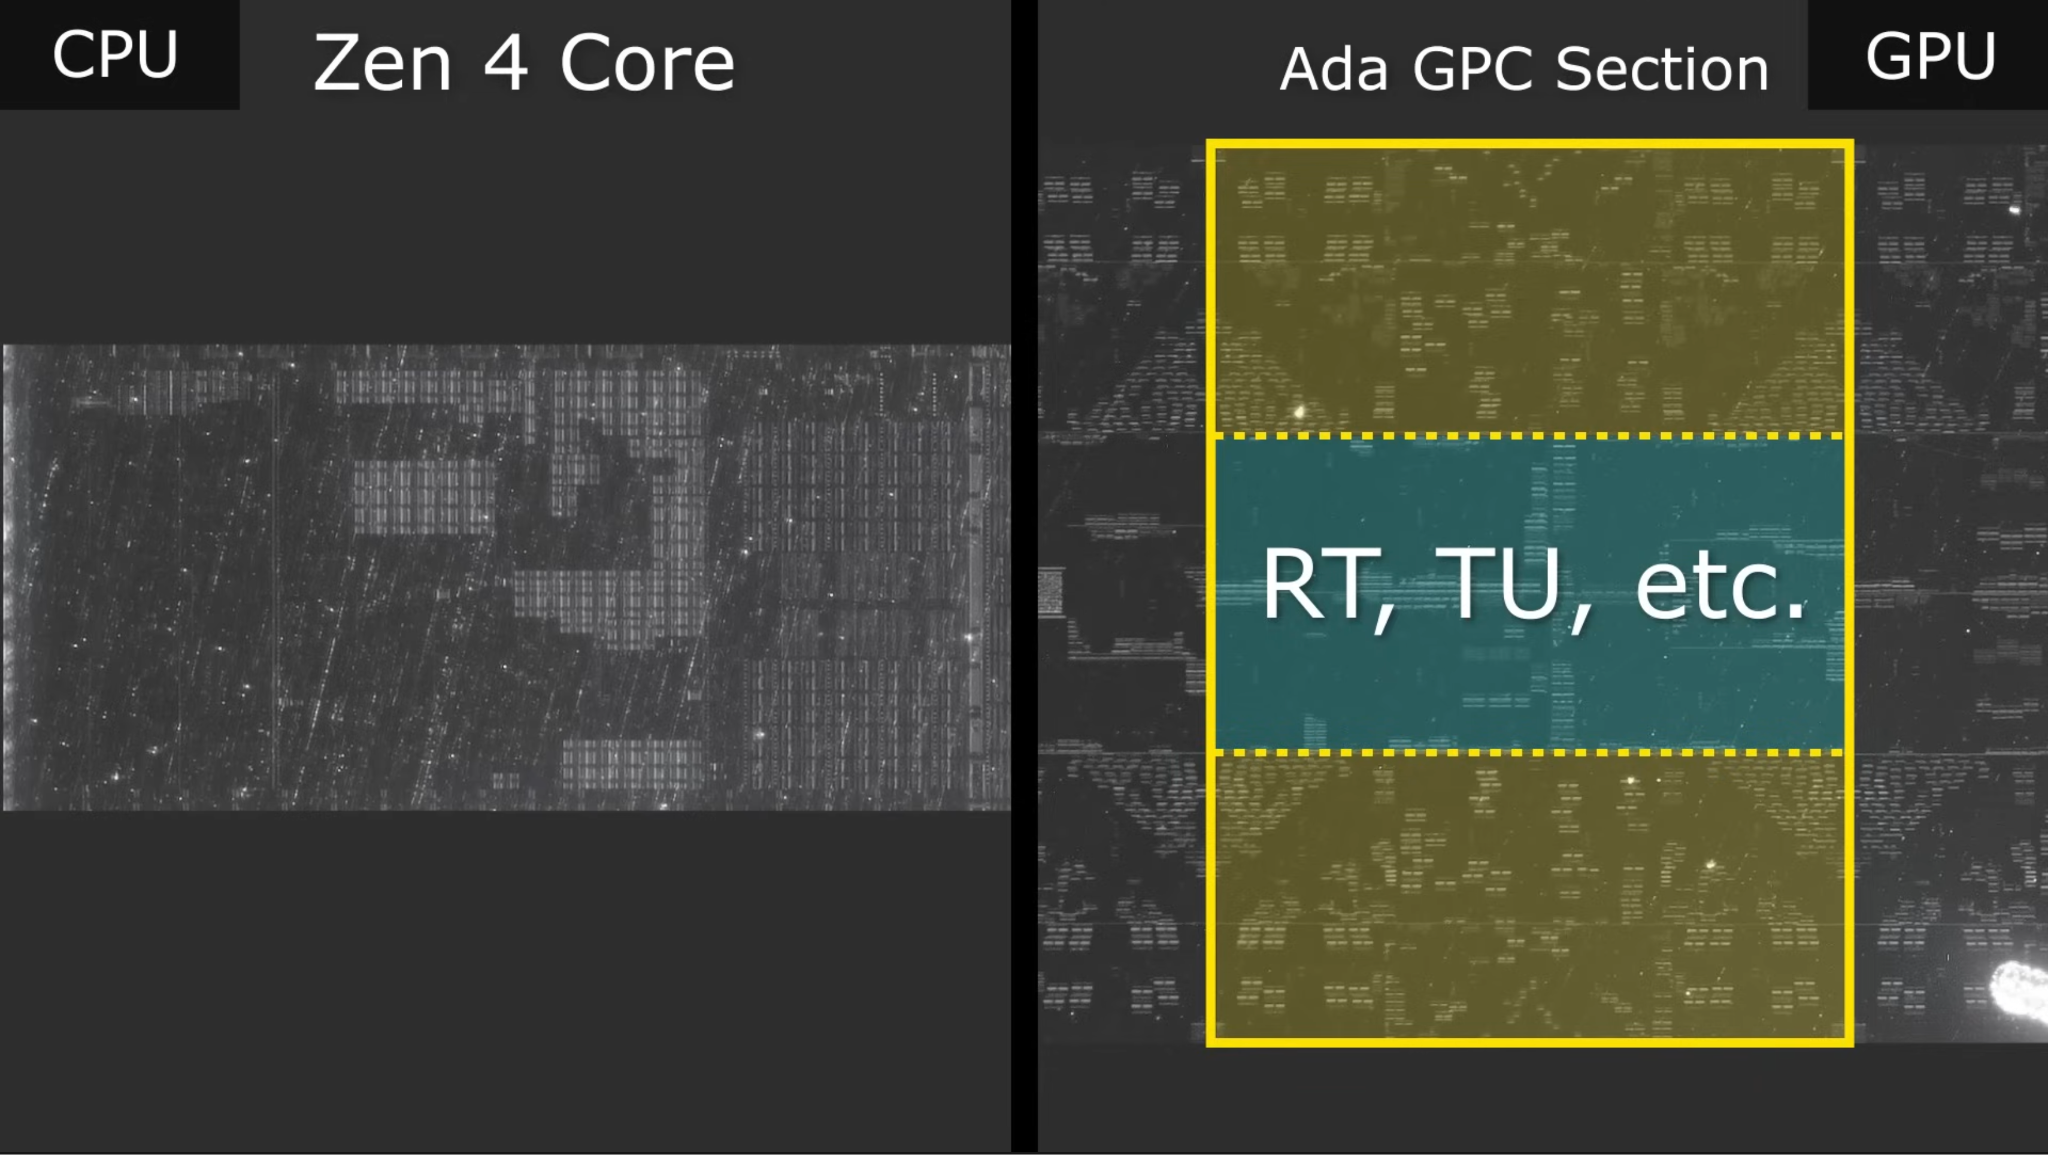 CPU
Zen 4 Core
Ada GPC Section
GPU
RT, TU, etc.